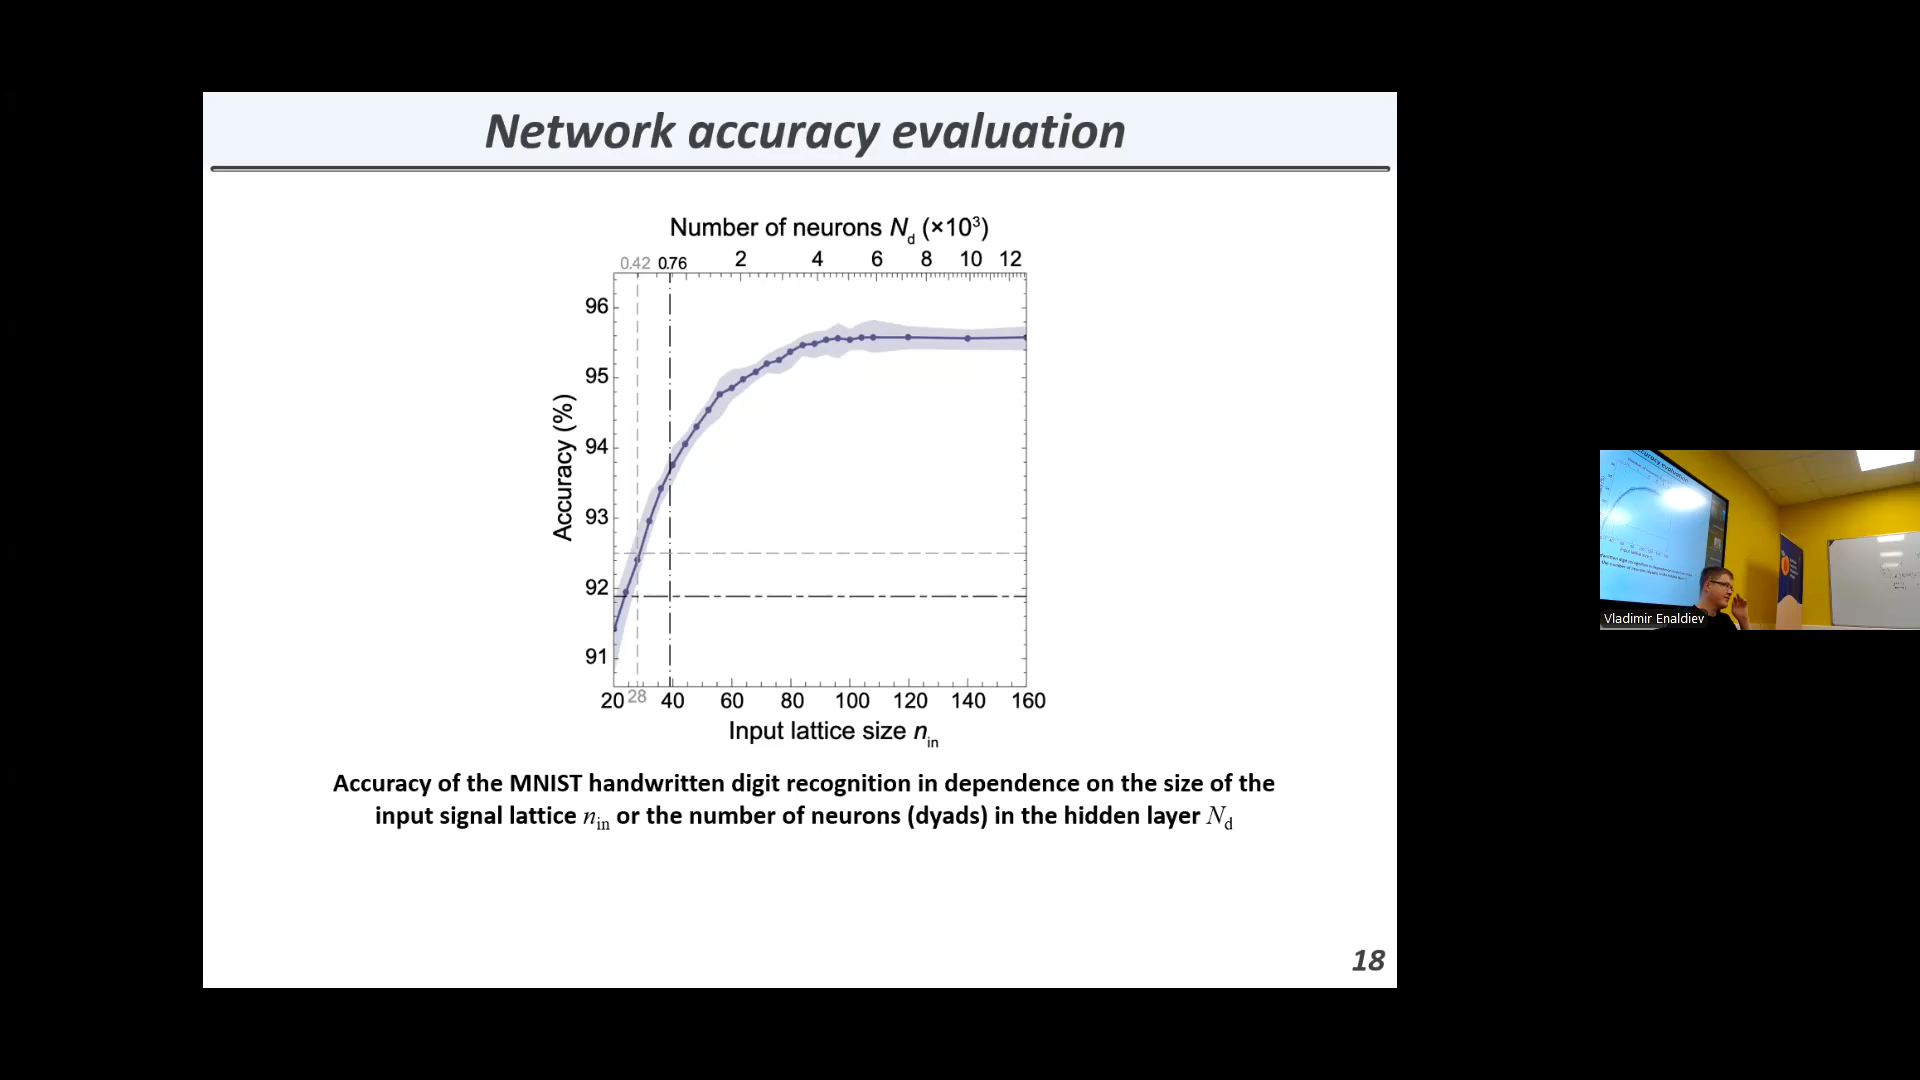 Network accuracy evaluation
Number of neurons N_d (×10³)
0.42 0.76 2 4 6 8 10 12
96
95
94
93
92
91
Accuracy (%)
20 28 40 60 80 100 120 140 160
Input lattice size n_in
Accuracy of the MNIST handwritten digit recognition in dependence on the size of the
input signal lattice n_in or the number of neurons (dyads) in the hidden layer N_d
18
Vladimir Enaldiev